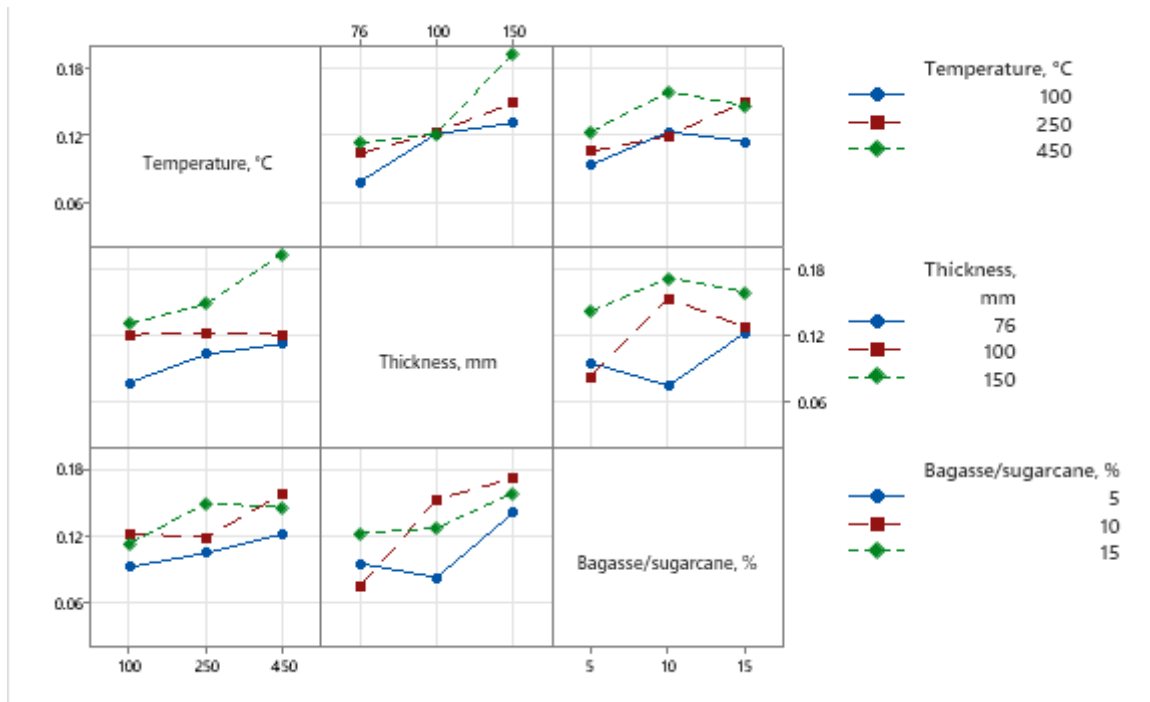 76 100 150
0.18
0.12
0.06
Temperature, °C
Temperature, °C
100
250
450
Thickness, mm
0.18
0.12
0.06
Thickness,
mm
76
100
150
0.18
0.12
0.06
Bagasse/sugarcane, %
Bagasse/sugarcane, %
5
10
15
100 250 450
5 10 15